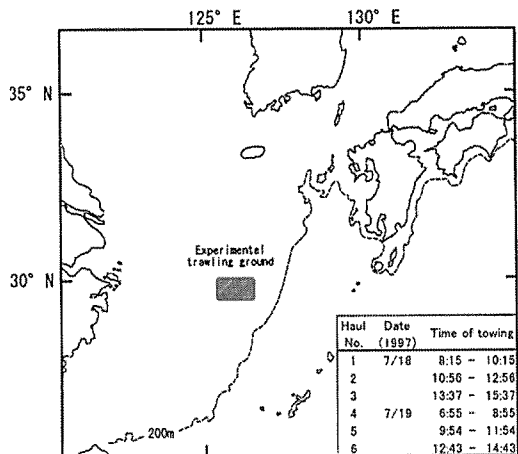 125° E 130° E
35° N
Experimental
trawling ground
30° N
200m
Haul No. Date (1997) Time of towing
1 7/18 8:15 - 10:15
2 10:56 - 12:56
3 13:37 - 15:37
4 7/19 6:55 - 8:55
5 9:54 - 11:54
6 12:43 - 14:43